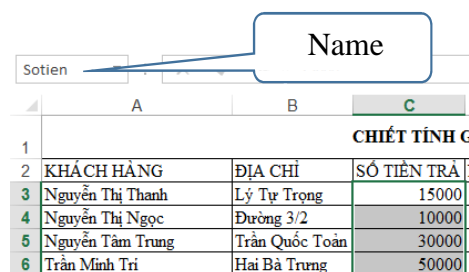 Name
Sotien
A B C
1 CHIẾT TÍNH G
2 KHÁCH HÀNG ĐỊA CHỈ SỐ TIỀN TRẢ
3 Nguyễn Thị Thanh Lý Tự Trọng 15000
4 Nguyễn Thị Ngọc Đường 3/2 10000
5 Nguyễn Tâm Trung Trần Quốc Toản 30000
6 Trần Minh Trí Hai Bà Trưng 50000